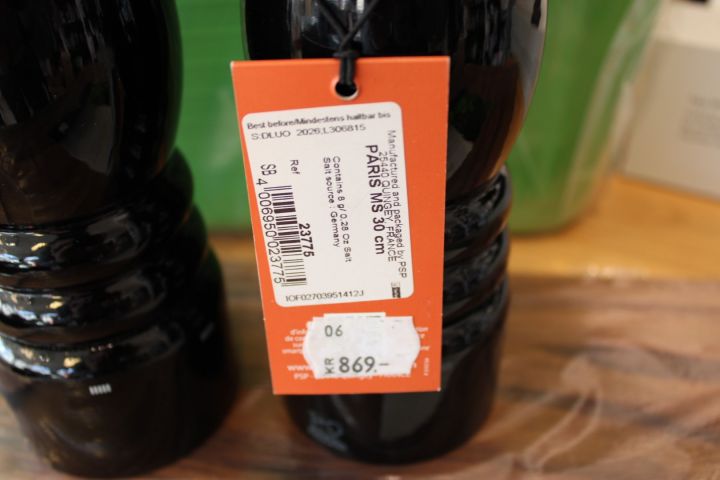 Best before/Mindestens haltbar bis
S:DLUO 2026;L306815
Manufactured and packaged by PSP
25440 QUINGEY, FRANCE
PARIS MS 30 cm
Contains 8 g/ 0.28 Oz Salt
Salt source : Germany
Ref 23775
SB
4 006950 023775
IOF02703951412J
06
KR 869.-